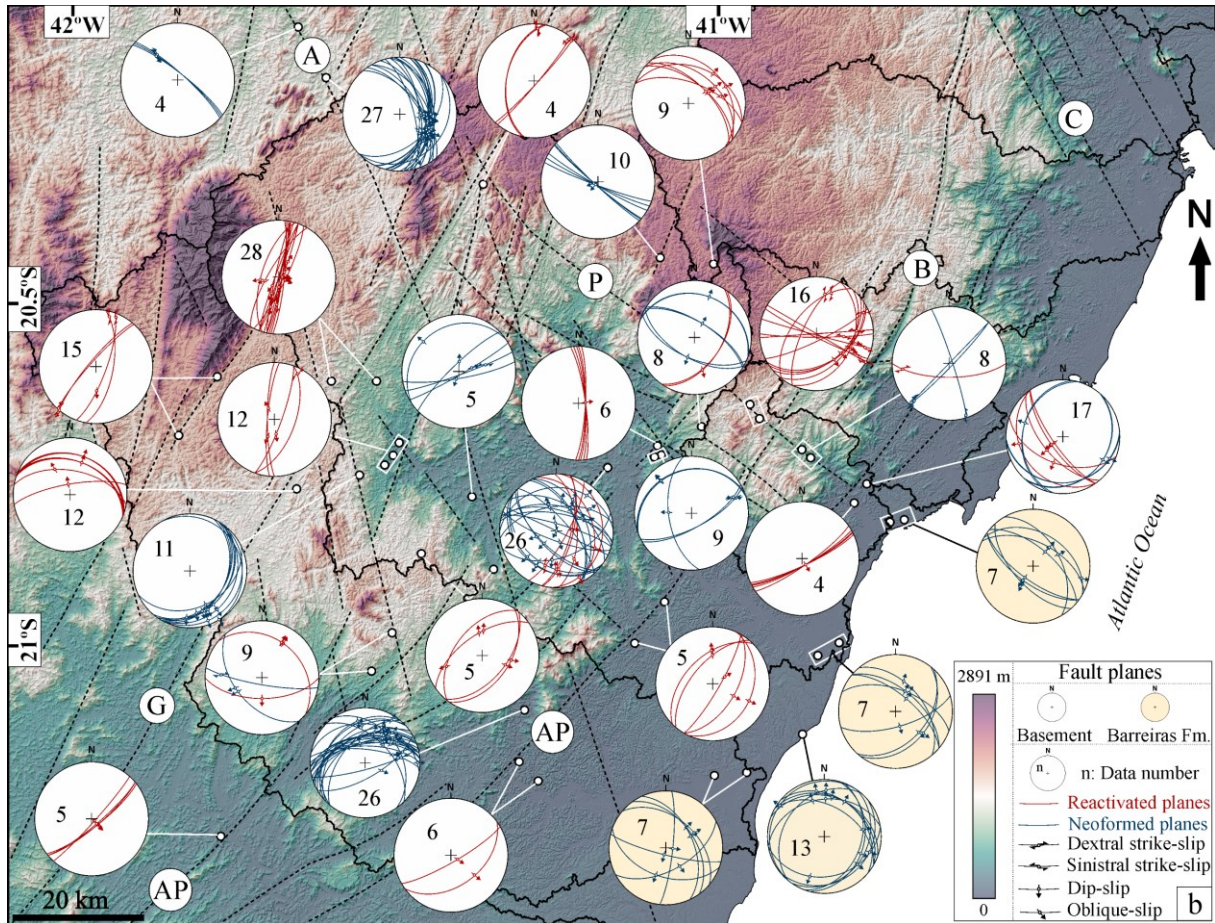 42°W
41°W
A
N
N
N
N
4
27
4
9
C
10
N
28
P
B
N
20.5°S
16
15
8
8
5
6
17
12
12
26
9
4
7
11
Atlantic Ocean
21°S
9
5
5
7
G
AP
26
5
6
7
13
AP
20 km
2891 m
0
Fault planes
N
N
Basement
Barreiras Fm.
N
n
n: Data number
Reactivated planes
Neoformed planes
Dextral strike-slip
Sinistral strike-slip
Dip-slip
Oblique-slip
b